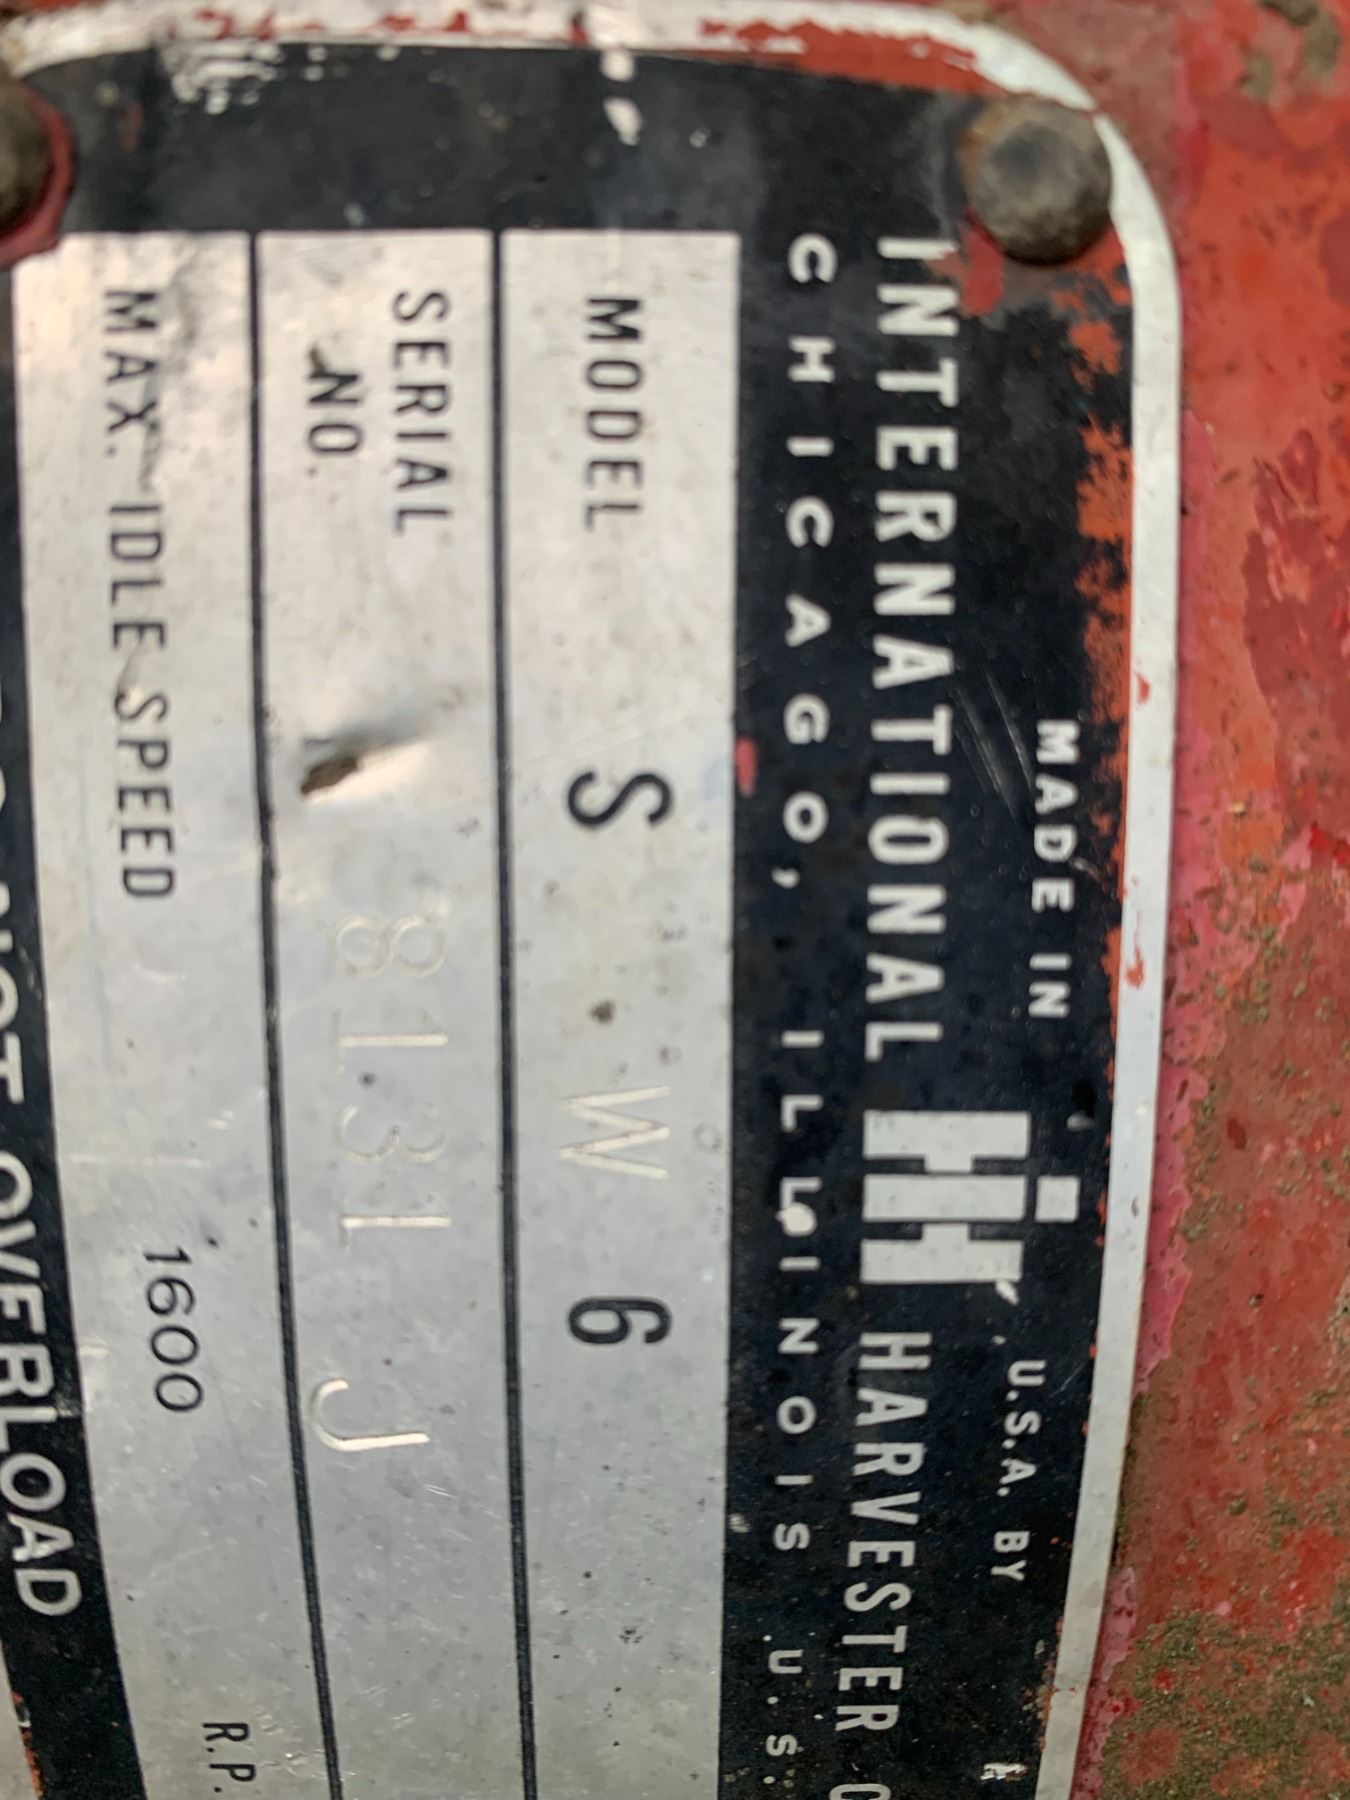 MADE IN U.S.A. BY
INTERNATIONAL IH HARVESTER
CHICAGO, ILLINOIS U.S.
MODEL S W 6
SERIAL NO. 8131 J
MAX. IDLE SPEED 1600 R.P.
NOT OVERLOAD